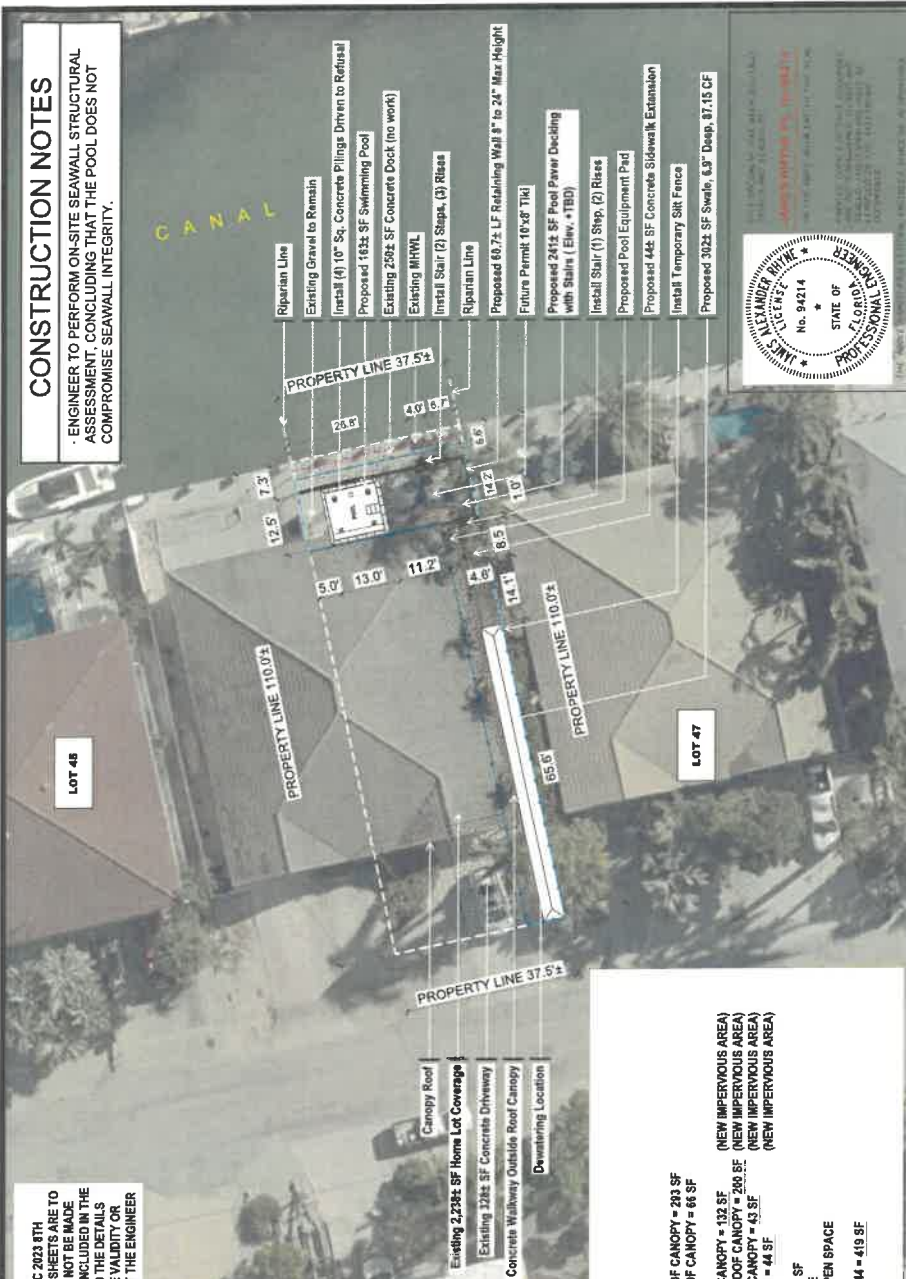 CONSTRUCTION NOTES
· ENGINEER TO PERFORM ON-SITE SEAWALL STRUCTURAL
ASSESSMENT, CONCLUDING THAT THE POOL DOES NOT
COMPROMISE SEAWALL INTEGRITY.
CANAL
Riparian Line
Existing Gravel to Remain
Install (4) 10" Sq. Concrete Pilings Driven to Refusal
Proposed 163± SF Swimming Pool
Existing 250± SF Concrete Dock (no work)
Existing MHWL
Install Stair (2) Steps, (3) Rises
Riparian Line
Proposed 60.7± LF Retaining Wall 8" to 24" Max Height
Future Permit 10'x8' Tiki
Proposed 241± SF Pool Paver Decking
with Stairs ( Elev. +TBD)
Install Stair (1) Step, (2) Rises
Proposed Pool Equipment Pad
Proposed 44± SF Concrete Sidewalk Extension
Install Temporary Silt Fence
Proposed 302± SF Swale, 6.9" Deep, 87.15 CF
PROPERTY LINE 37.5'±
7.3'
12.5'
26.8'
4.0'
6.7'
6.6'
14.2'
1.0'
8.5'
5.0'
13.0'
11.2'
4.6'
14.1'
PROPERTY LINE 110.0'±
PROPERTY LINE 110.0'±
65.6'
LOT 45
LOT 47
PROPERTY LINE 37.5'±
Canopy Roof
Existing 2,238± SF Home Lot Coverage
Existing 328± SF Concrete Driveway
Concrete Walkway Outside Roof Canopy
Dewatering Location
JAMES ALEXANDER RHYNE
LICENSE
No. 94214
STATE OF
FLORIDA
PROFESSIONAL ENGINEER
C 2023 8TH
SHEETS ARE TO
NOT BE MADE
NCLUDED IN THE
THE DETAILS
VALIDITY OR
THE ENGINEER
OF CANOPY = 293 SF
OF CANOPY = 66 SF
CANOPY = 132 SF (NEW IMPERVIOUS AREA)
OOF CANOPY = 200 SF (NEW IMPERVIOUS AREA)
CANOPY = 43 SF (NEW IMPERVIOUS AREA)
= 44 SF (NEW IMPERVIOUS AREA)
SF
EN SPACE
44 = 419 SF